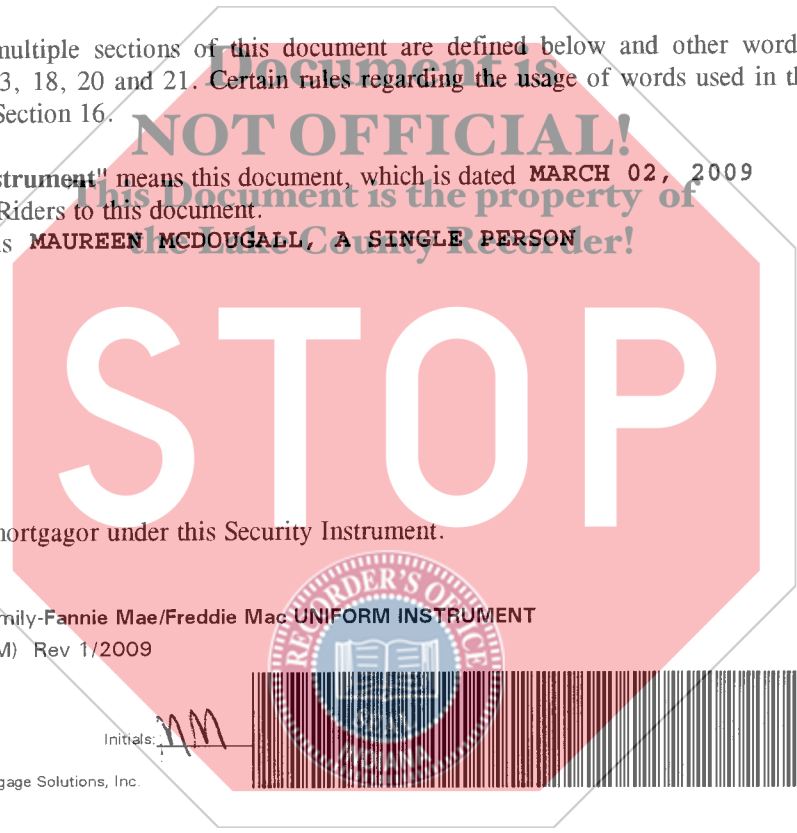 multiple sections of this document are defined below and other word
Document is
3, 18, 20 and 21. Certain rules regarding the usage of words used in th
Section 16.
NOT OFFICIAL!
strument" means this document, which is dated MARCH 02, 2009
This Document is the property of
Riders to this document.
s MAUREEN MCDOUGALL, A SINGLE PERSON
the Lake County Recorder!
STOP
mortgagor under this Security Instrument.
RECORDER'S OFFICE
mily-Fannie Mae/Freddie Mac UNIFORM INSTRUMENT
M) Rev 1/2009
Initials: MM
INDIANA
gage Solutions, Inc.